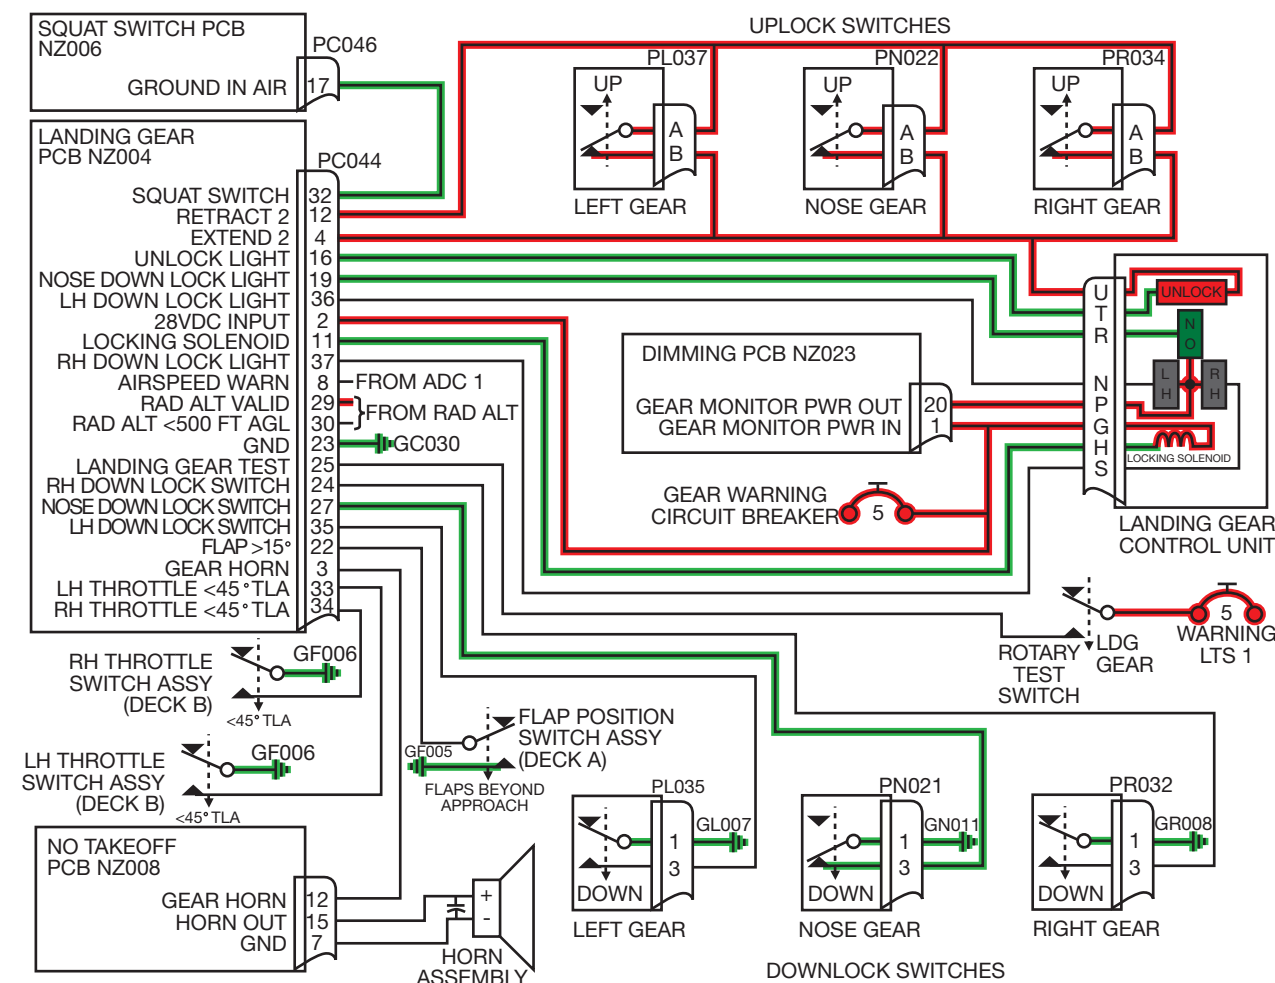 SQUAT SWITCH PCB
NZ006
PC046
GROUND IN AIR 17
UPLOCK SWITCHES
PL037
UP
A
B
LEFT GEAR
PN022
UP
A
B
NOSE GEAR
PR034
UP
A
B
RIGHT GEAR
LANDING GEAR
PCB NZ004
PC044
SQUAT SWITCH 32
RETRACT 2 12
EXTEND 2 4
UNLOCK LIGHT 16
NOSE DOWN LOCK LIGHT 19
LH DOWN LOCK LIGHT 36
28VDC INPUT 2
LOCKING SOLENOID 11
RH DOWN LOCK LIGHT 37
AIRSPEED WARN 8 FROM ADC 1
RAD ALT VALID 29
FROM RAD ALT
RAD ALT <500 FT AGL 30
GND 23 GC030
LANDING GEAR TEST 25
RH DOWN LOCK SWITCH 24
NOSE DOWN LOCK SWITCH 27
LH DOWN LOCK SWITCH 35
FLAP >15° 22
GEAR HORN 3
LH THROTTLE <45° TLA 33
RH THROTTLE <45° TLA 34
DIMMING PCB NZ023
GEAR MONITOR PWR OUT 20
GEAR MONITOR PWR IN 1
GEAR WARNING
CIRCUIT BREAKER
5
U
T
R
N
P
G
H
S
UNLOCK
NO
LH
RH
LOCKING SOLENOID
LANDING GEAR
CONTROL UNIT
ROTARY
TEST
SWITCH
LDG
GEAR
5
WARNING
LTS 1
RH THROTTLE
SWITCH ASSY
(DECK B)
GF006
<45° TLA
LH THROTTLE
SWITCH ASSY
(DECK B)
GF006
<45° TLA
FLAP POSITION
SWITCH ASSY
(DECK A)
GF005
FLAPS BEYOND
APPROACH
NO TAKEOFF
PCB NZ008
GEAR HORN 12
HORN OUT 15
GND 7
+
-
HORN
ASSEMBLY
PL035
1
3
GL007
DOWN
LEFT GEAR
PN021
1
3
GN011
DOWN
NOSE GEAR
PR032
1
3
GR008
DOWN
RIGHT GEAR
DOWNLOCK SWITCHES